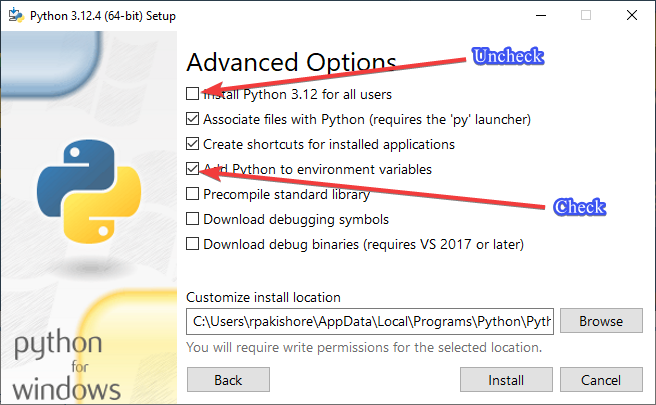 Python 3.12.4 (64-bit) Setup
Advanced Options
Uncheck
Install Python 3.12 for all users
Associate files with Python (requires the 'py' launcher)
Create shortcuts for installed applications
Add Python to environment variables
Precompile standard library
Check
Download debugging symbols
Download debug binaries (requires VS 2017 or later)
Customize install location
C:\Users\rpakishore\AppData\Local\Programs\Python\Pyth
Browse
You will require write permissions for the selected location.
python
for
windows
Back
Install
Cancel